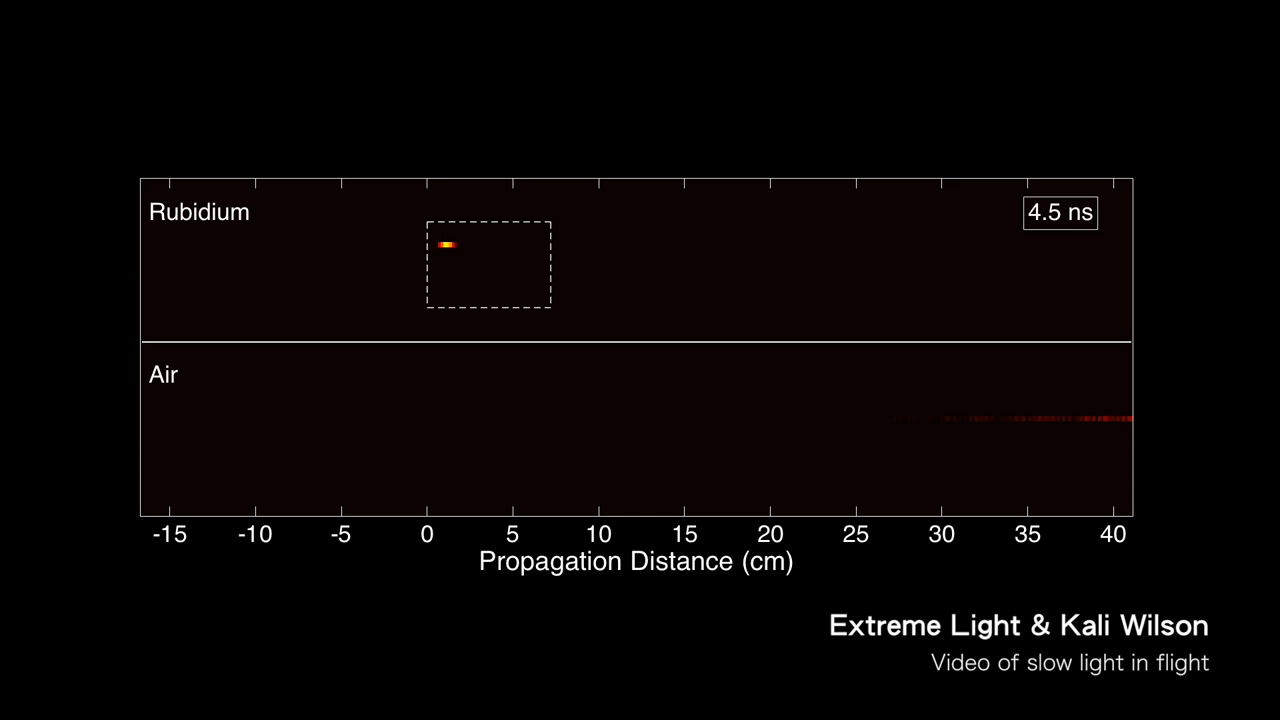 Rubidium
4.5 ns
Air
-15 -10 -5 0 5 10 15 20 25 30 35 40
Propagation Distance (cm)
Extreme Light & Kali Wilson
Video of slow light in flight